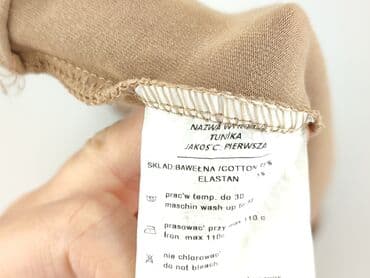 NAZWA
TUNIKA
JAKOŚĆ: PIERWSZA
SKŁAD:BAWEŁNA /COTTON
ELASTAN
prać w temp. do 30
maschin wash up to
prasować przy max 110
iron. max 110
nie chlorować
do not bleach